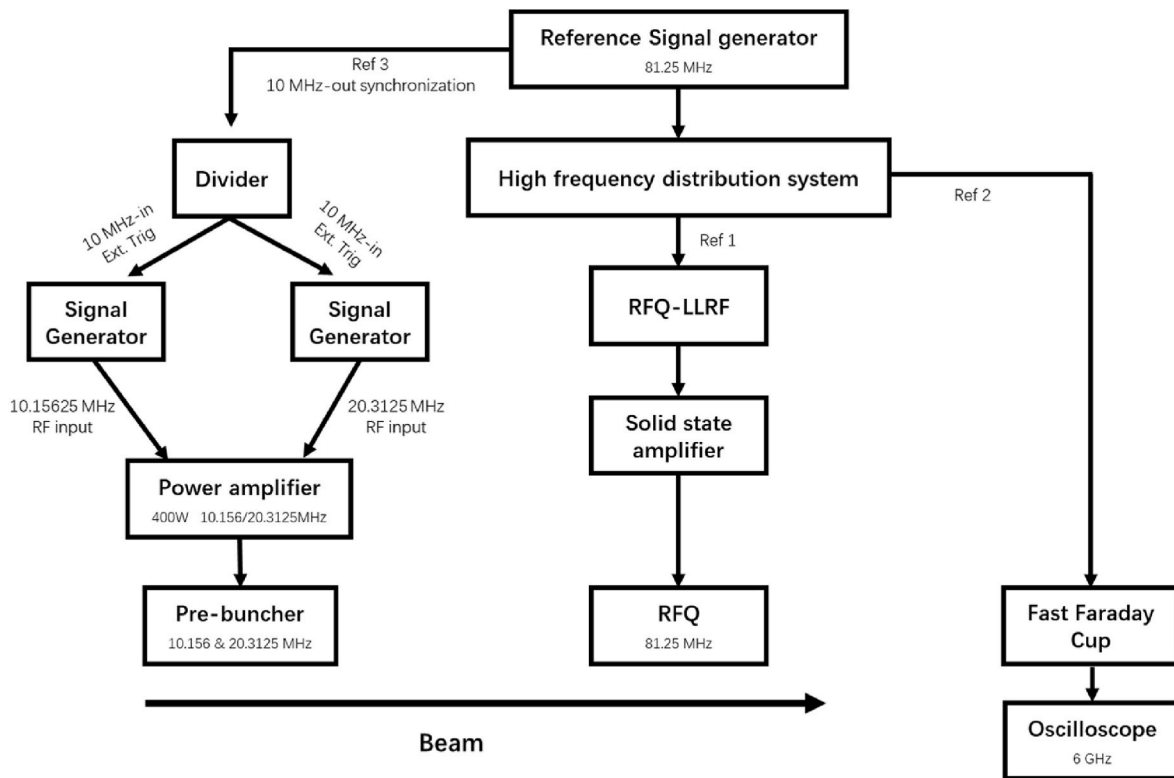 Reference Signal generator
81.25 MHz
Ref 3
10 MHz-out synchronization
Divider
High frequency distribution system
Ref 2
10 MHz-in
Ext. Trig
10 MHz-in
Ext. Trig
Ref 1
Signal
Generator
Signal
Generator
RFQ-LLRF
10.15625 MHz
RF input
20.3125 MHz
RF input
Solid state
amplifier
Power amplifier
400W 10.156/20.3125MHz
Pre-buncher
10.156 & 20.3125 MHz
RFQ
81.25 MHz
Fast Faraday
Cup
Beam
Oscilloscope
6 GHz